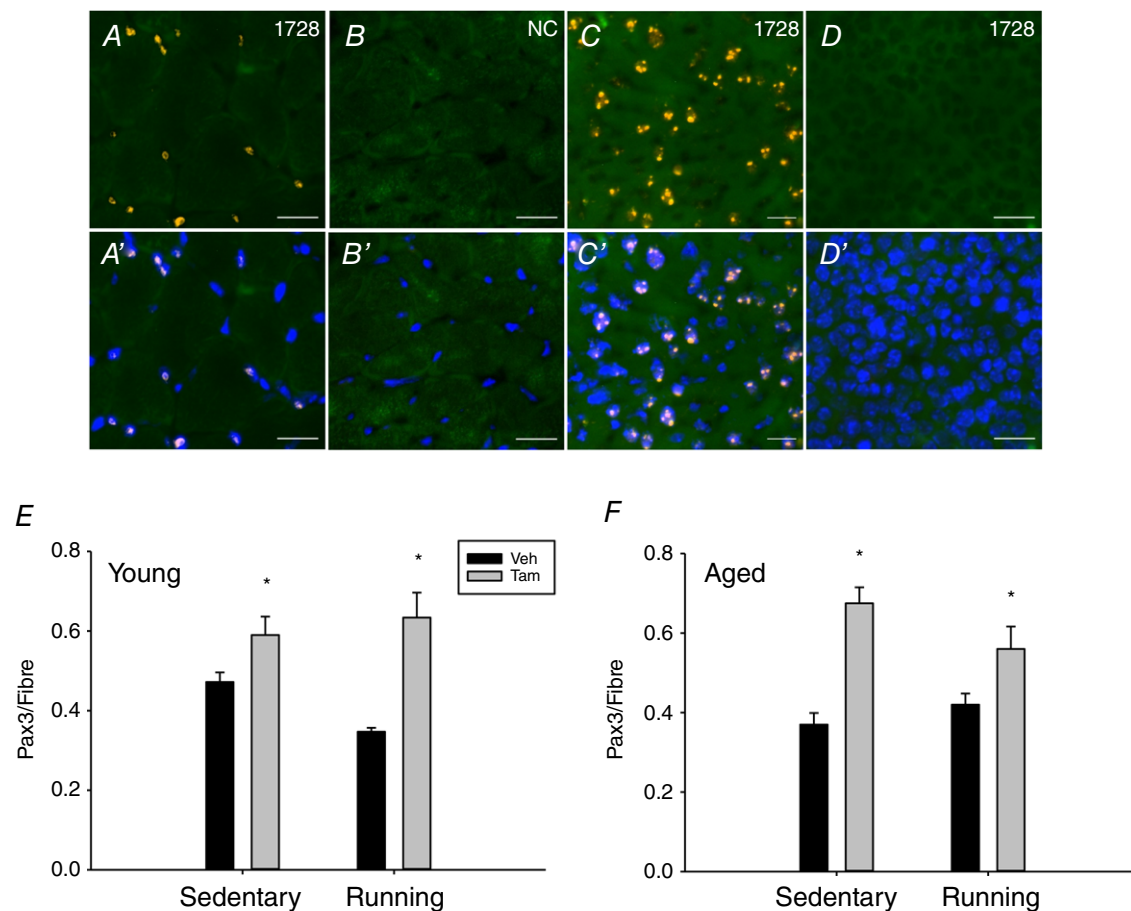 A 1728
B NC
C 1728
D 1728
A'
B'
C'
D'
E
Young
Veh
Tam
* *
Pax3/Fibre
0.8
0.6
0.4
0.2
0.0
Sedentary Running
F
Aged
* *
Pax3/Fibre
0.8
0.6
0.4
0.2
0.0
Sedentary Running